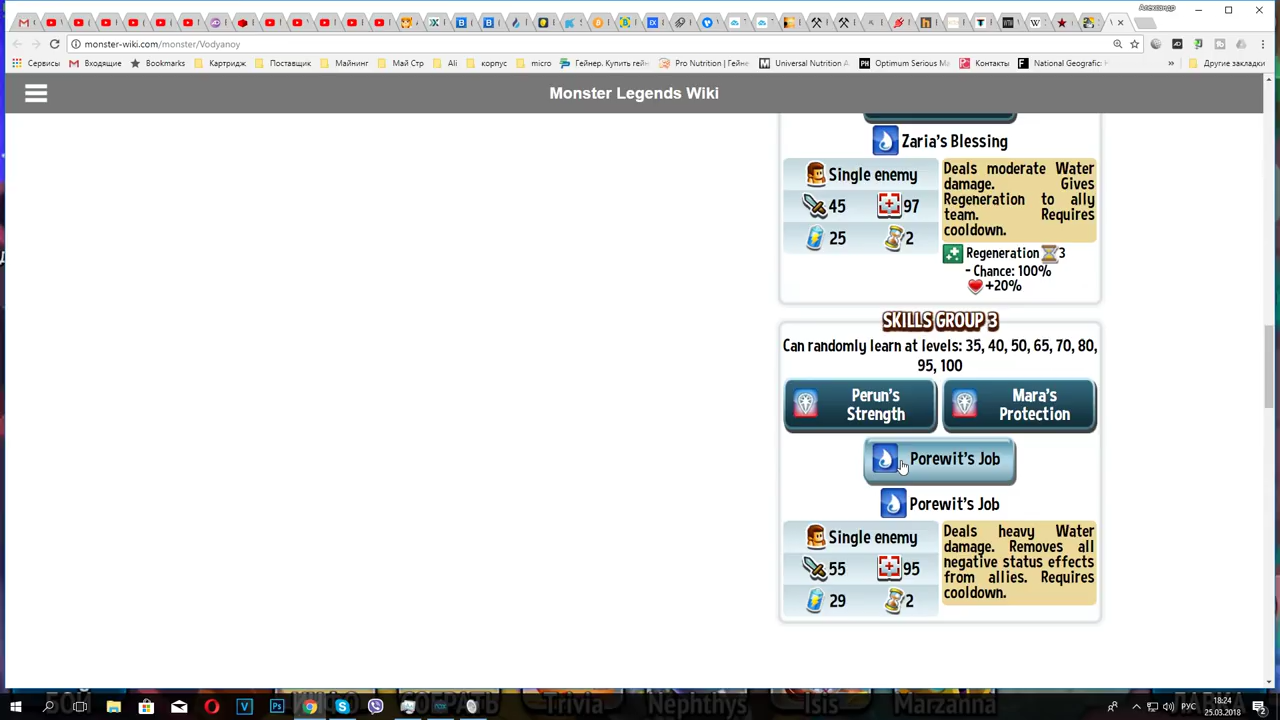 Александр
monster-wiki.com/monster/Vodyanoy
Сервисы Входящие Bookmarks Картридж Поставщик Майнинг Май Стр Ali корпус micro Гейнер. Купить гей Pro Nutrition | Гейне Universal Nutrition Optimum Serious Ma Контакты National Geografic » Другие закладки
Monster Legends Wiki
Zaria's Blessing
Single enemy
45 97
25 2
Deals moderate Water
damage. Gives
Regeneration to ally
team. Requires
cooldown.
Regeneration 3
- Chance: 100%
+20%
SKILLS GROUP 3
Can randomly learn at levels: 35, 40, 50, 65, 70, 80,
95, 100
Perun's
Strength
Mara's
Protection
Porewit's Job
Porewit's Job
Single enemy
55 95
29 2
Deals heavy Water
damage. Removes all
negative status effects
from allies. Requires
cooldown.
БОЙ СОБРАТЬ Trivia Nephthys Isis Marzanna
РУС
18:24
25.03.2018